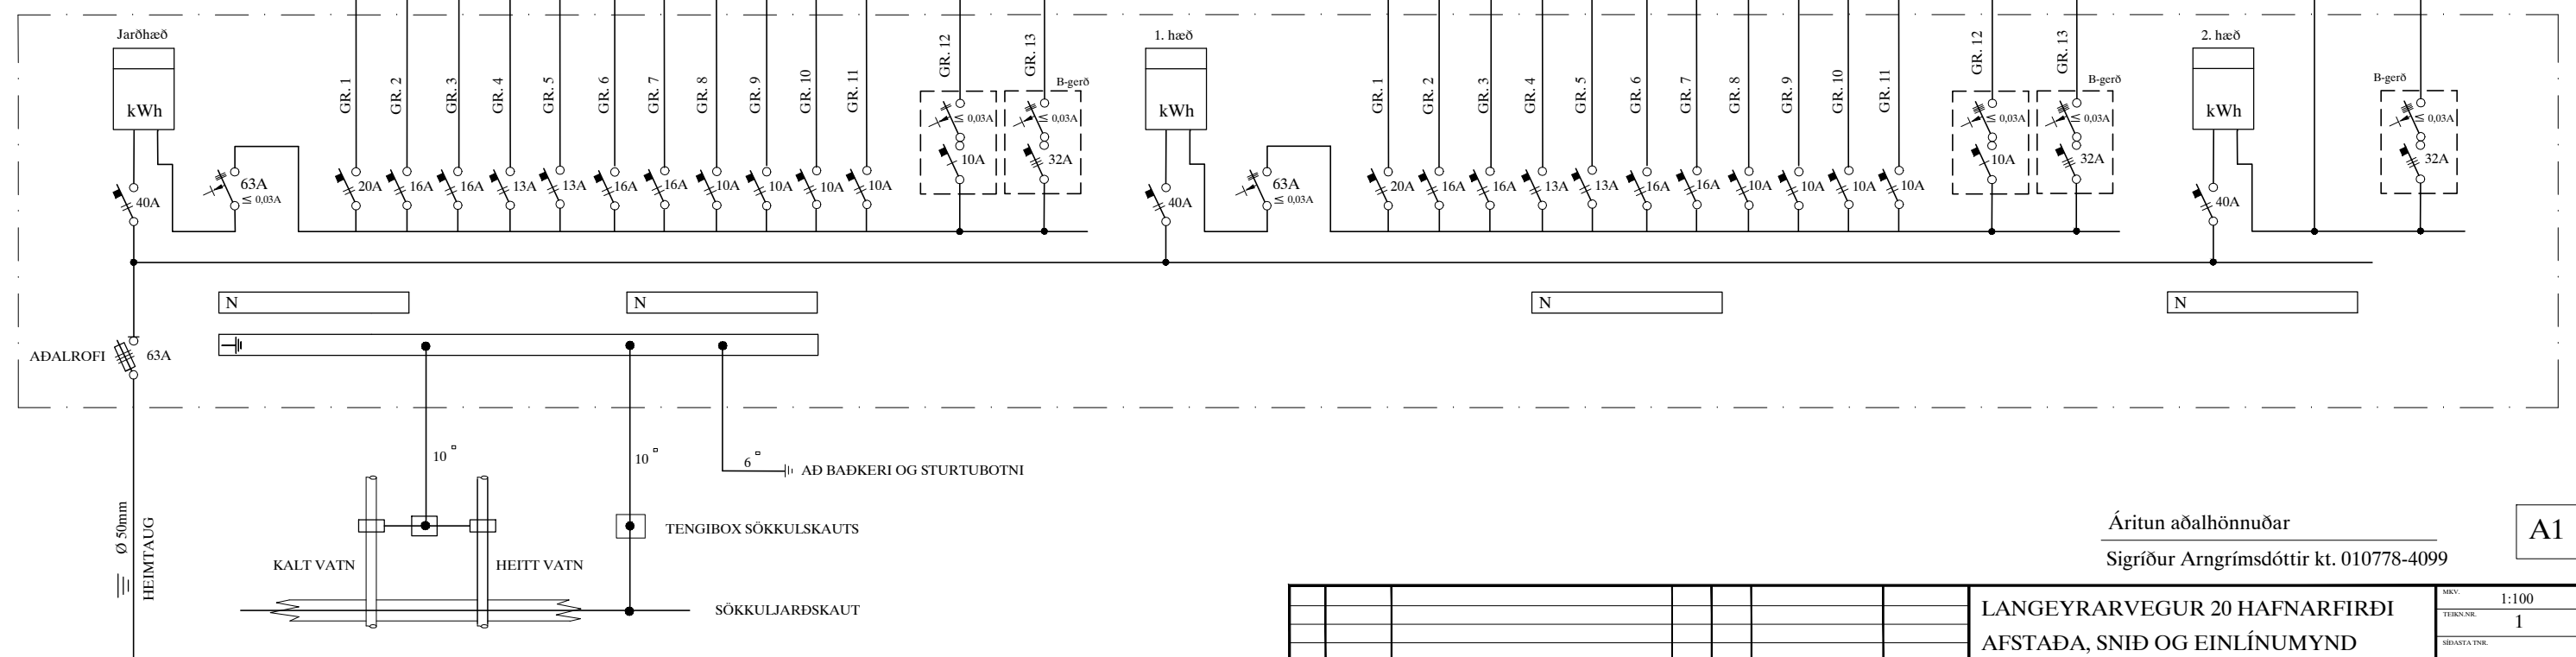 Jarðhæð
kWh
40A
63A
≤ 0,03A
GR. 1
GR. 2
GR. 3
GR. 4
GR. 5
GR. 6
GR. 7
GR. 8
GR. 9
GR. 10
GR. 11
GR. 12
GR. 13
B-gerð
20A
16A
16A
13A
13A
16A
16A
10A
10A
10A
10A
≤ 0,03A
10A
≤ 0,03A
32A
1. hæð
kWh
40A
63A
≤ 0,03A
GR. 1
GR. 2
GR. 3
GR. 4
GR. 5
GR. 6
GR. 7
GR. 8
GR. 9
GR. 10
GR. 11
GR. 12
GR. 13
B-gerð
20A
16A
16A
13A
13A
16A
16A
10A
10A
10A
10A
≤ 0,03A
10A
≤ 0,03A
32A
2. hæð
kWh
40A
B-gerð
≤ 0,03A
32A
N
N
N
N
AÐALROFI
63A
10 □
10 □
6 □
AÐ BAÐKERI OG STURTUBOTNI
Ø 50mm
HEIMTAUG
TENGIBOX SÖKKULSKAUTS
KALT VATN
HEITT VATN
SÖKKULJARÐSKAUT
Áritun aðalhönnuðar
Sigríður Arngrímsdóttir kt. 010778-4099
A1
LANGEYRARVEGUR 20 HAFNARFIRÐI
AFSTAÐA, SNIÐ OG EINLÍNUMYND
MKV.
1:100
TEIKN.NR.
1
SÍÐASTA TNR.